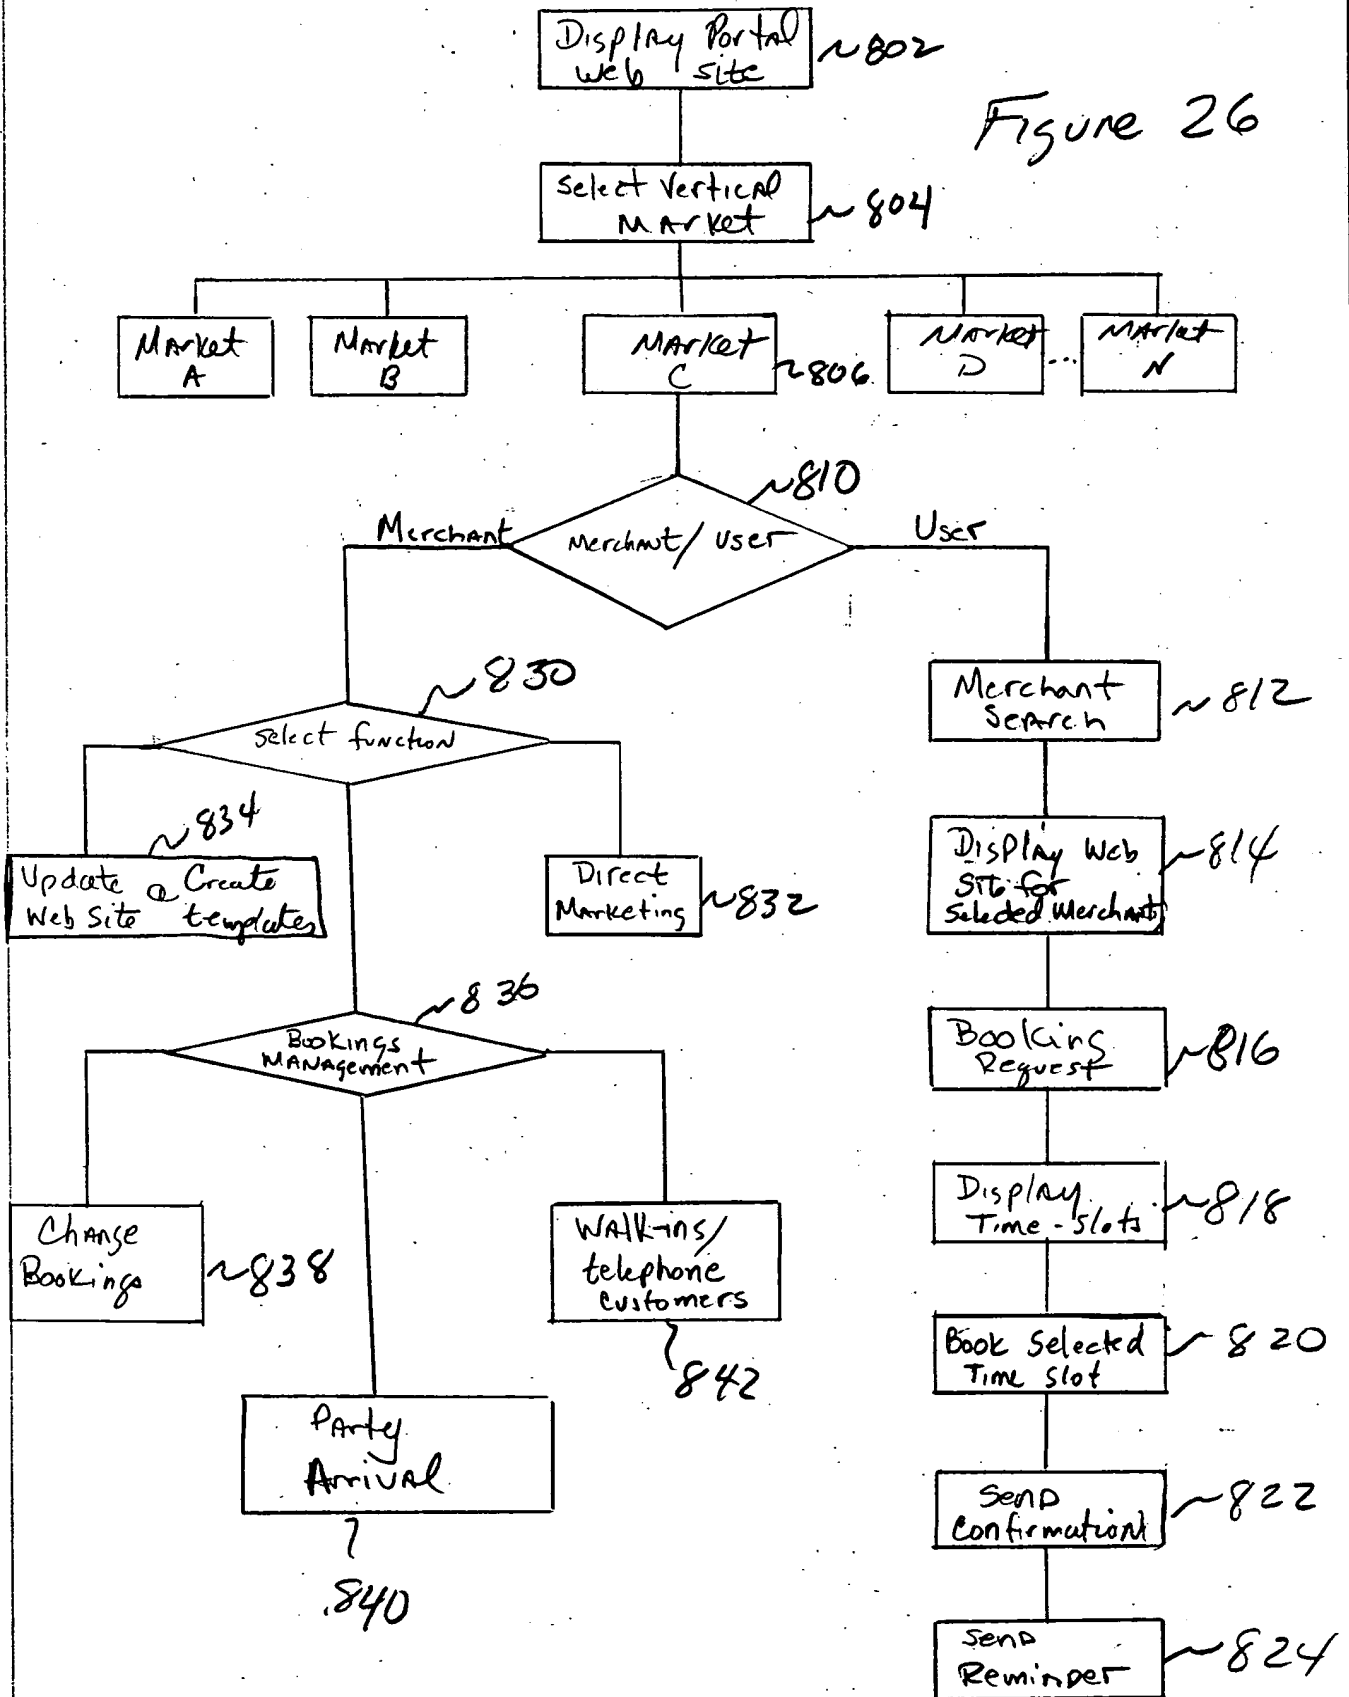 Display Portal
Web site
~802
Figure 26
Select Vertical
Market
~804
Market
A
Market
B
Market
C
~806
Market
D
...
Market
N
~810
Merchant
Merchant/User
User
~830
Select function
~834
Update
Web Site
Create
templates
Direct
Marketing
~832
~836
Bookings
Management
Change
Bookings
~838
Walk-ins/
telephone
Customers
842
Party
Arrival
840
Merchant
Search
~812
Display Web
Site for
Selected Merchant
~814
Booking
Request
~816
Display
Time-Slots
~818
Book Selected
Time Slot
~820
Send
Confirmation
~822
Send
Reminder
~824